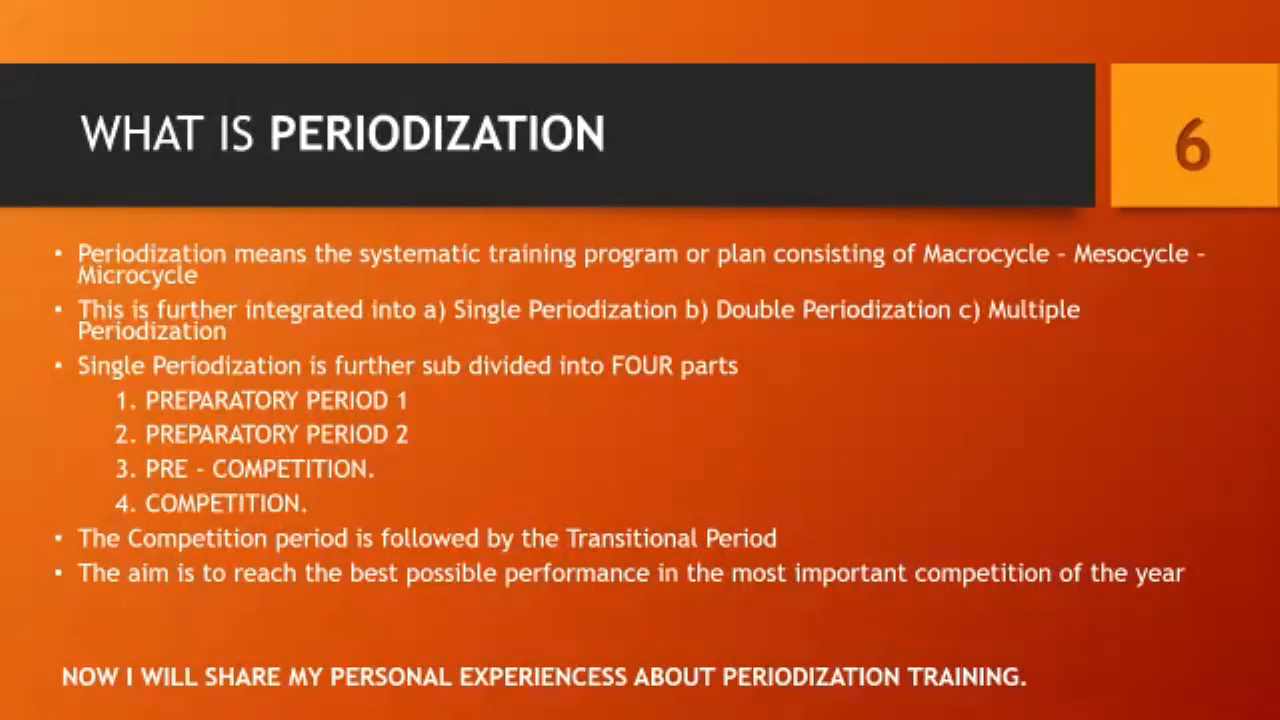 WHAT IS PERIODIZATION
6
▪ Periodization means the systematic training program or plan consisting of Macrocycle – Mesocycle –
Microcycle
▪ This is further integrated into a) Single Periodization b) Double Periodization c) Multiple
Periodization
▪ Single Periodization is further sub divided into FOUR parts
1. PREPARATORY PERIOD 1
2. PREPARATORY PERIOD 2
3. PRE - COMPETITION.
4. COMPETITION.
▪ The Competition period is followed by the Transitional Period
▪ The aim is to reach the best possible performance in the most important competition of the year
NOW I WILL SHARE MY PERSONAL EXPERIENCESS ABOUT PERIODIZATION TRAINING.